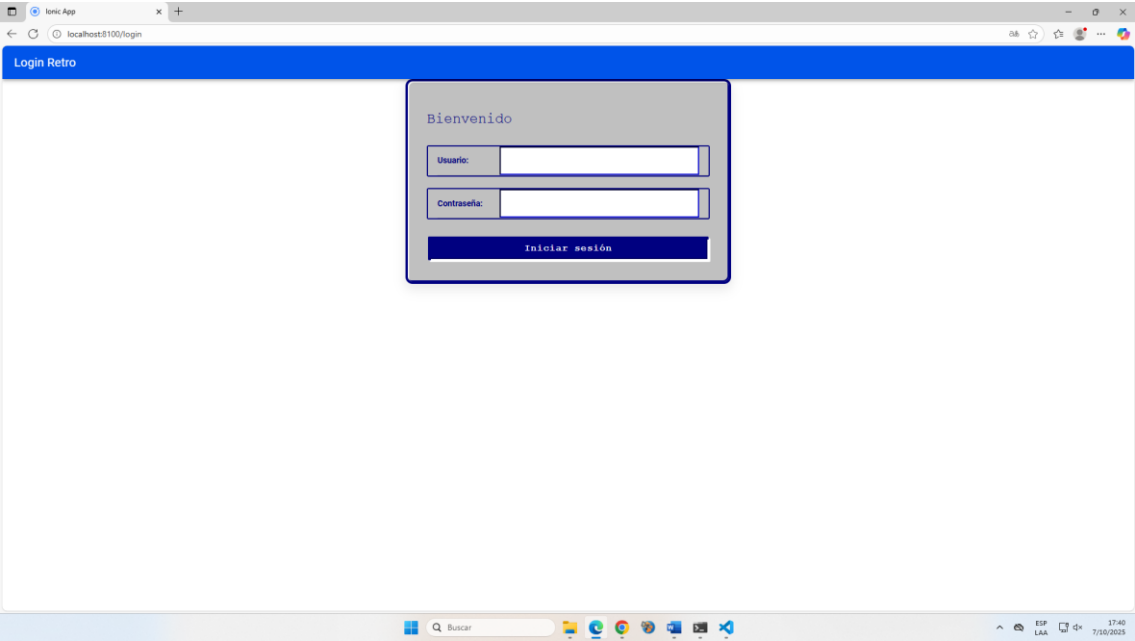 Ionic App
localhost:8100/login
Login Retro
Bienvenido
Usuario:
Contraseña:
Iniciar sesión
Buscar
ESP
LAA
17:40
7/10/2025